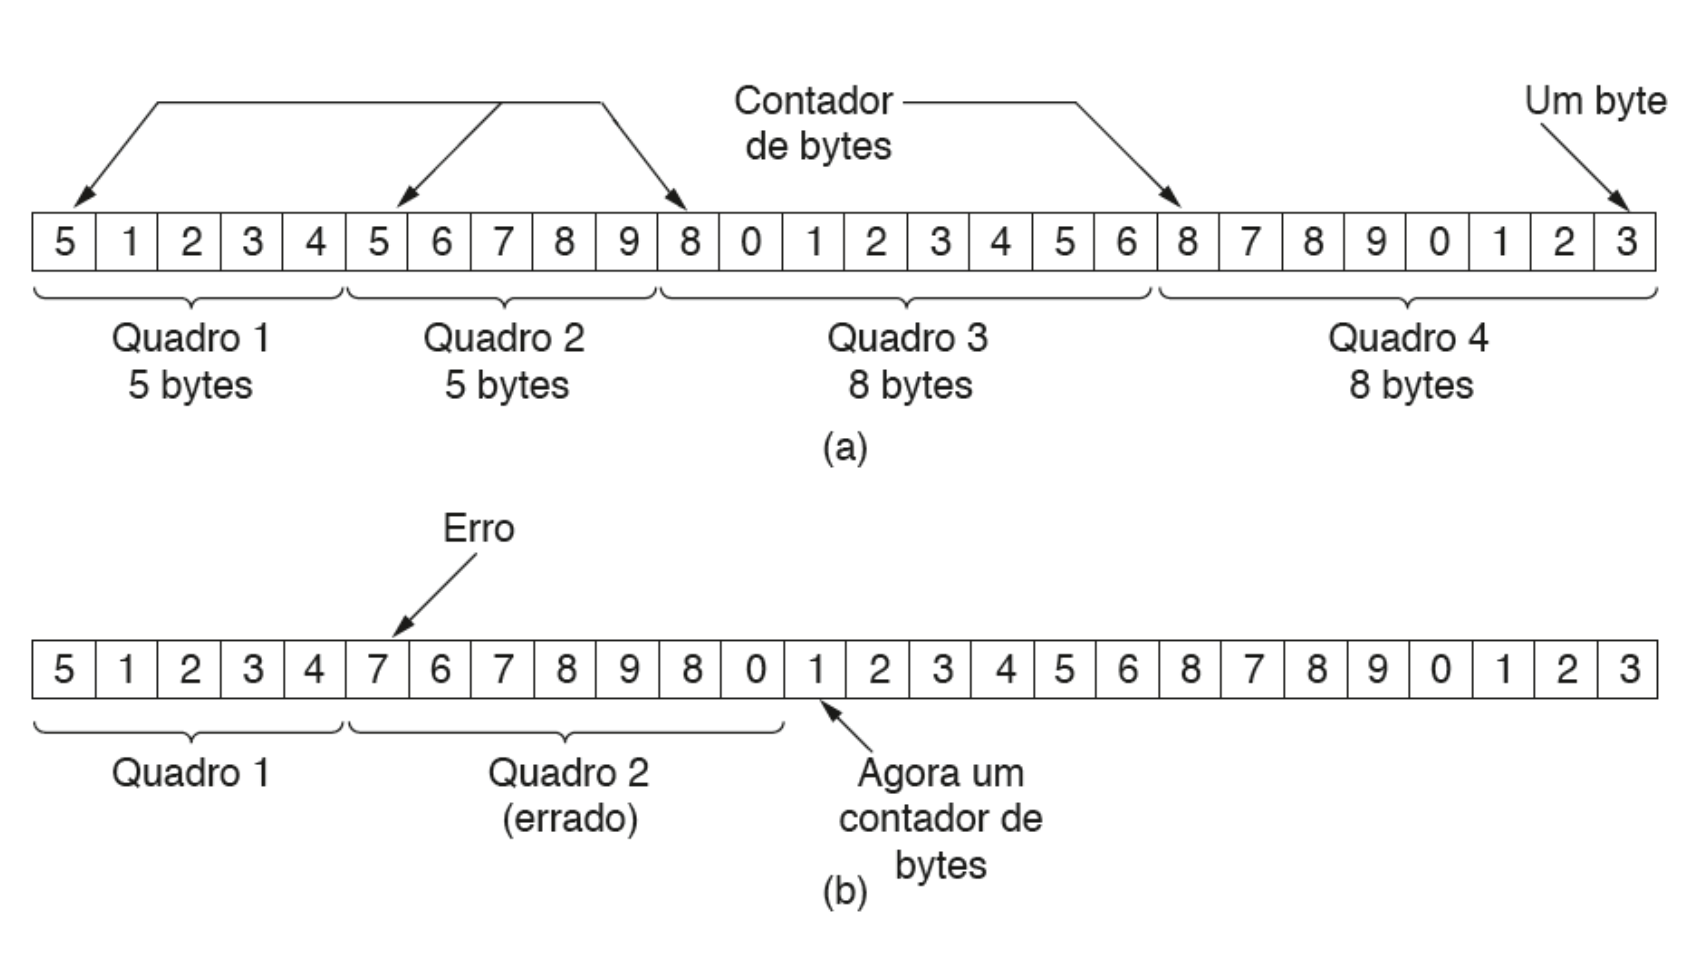 Contador
de bytes
Um byte
5 1 2 3 4 5 6 7 8 9 8 0 1 2 3 4 5 6 8 7 8 9 0 1 2 3
Quadro 1
5 bytes
Quadro 2
5 bytes
Quadro 3
8 bytes
Quadro 4
8 bytes
(a)
Erro
5 1 2 3 4 7 6 7 8 9 8 0 1 2 3 4 5 6 8 7 8 9 0 1 2 3
Quadro 1
Quadro 2
(errado)
Agora um
contador de
bytes
(b)